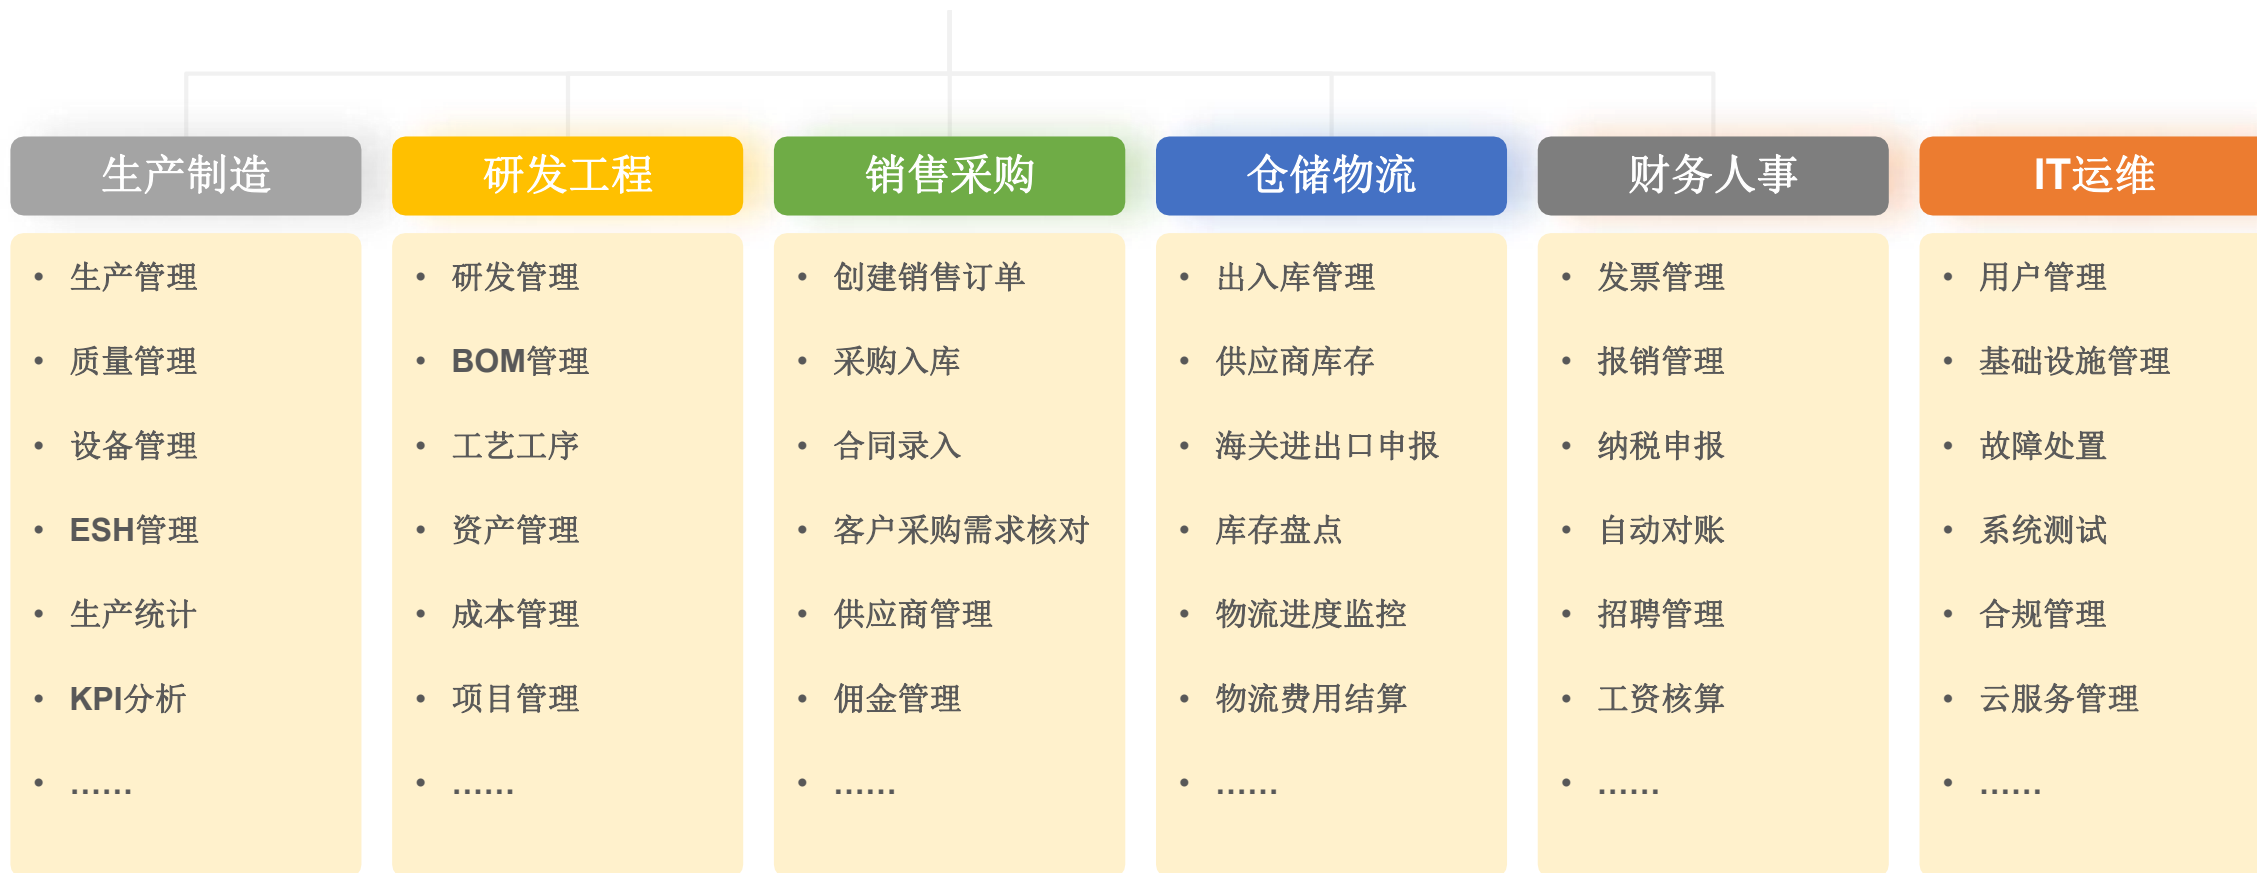 生产制造
生产管理
质量管理
设备管理
ESH管理
生产统计
KPI分析
……
研发工程
研发管理
BOM管理
工艺工序
资产管理
成本管理
项目管理
……
销售采购
创建销售订单
采购入库
合同录入
客户采购需求核对
供应商管理
佣金管理
……
仓储物流
出入库管理
供应商库存
海关进出口申报
库存盘点
物流进度监控
物流费用结算
……
财务人事
发票管理
报销管理
纳税申报
自动对账
招聘管理
工资核算
……
IT运维
用户管理
基础设施管理
故障处置
系统测试
合规管理
云服务管理
……